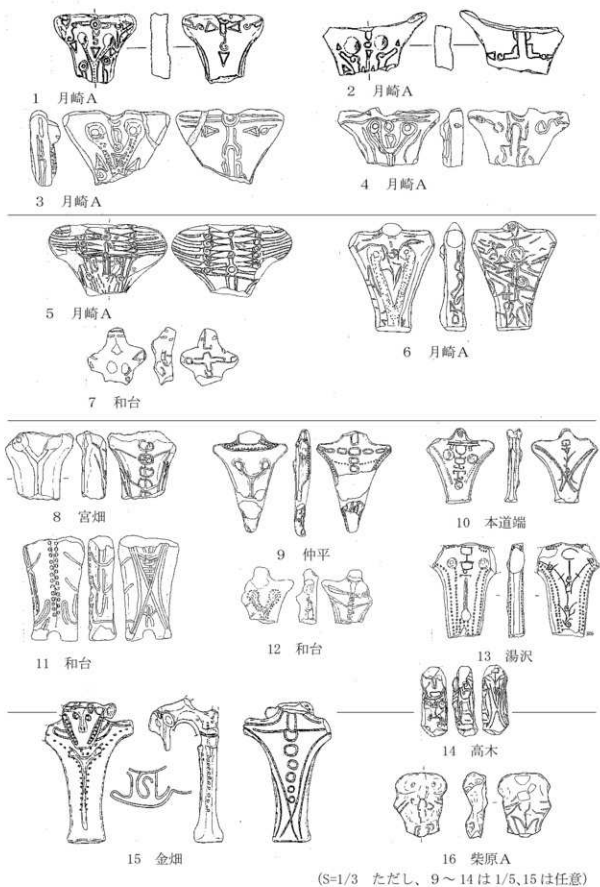 1 月崎A
2 月崎A
3 月崎A
4 月崎A
5 月崎A
6 月崎A
7 和台
8 宮畑
9 仲平
10 本道端
11 和台
12 和台
13 湯沢
14 高木
15 金畑
16 柴原A
(S=1/3 ただし、9～14は1/5、15は任意)